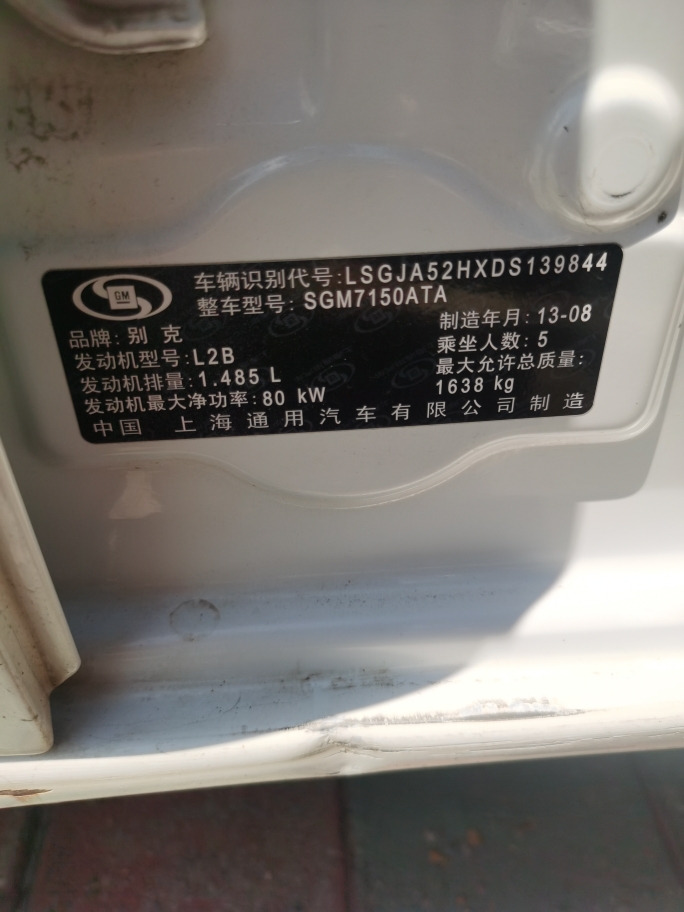 GM
车辆识别代号:LSGJA52HXDS139844
整车型号: SGM7150ATA
品牌: 别 克
制造年月: 13-08
发动机型号: L2B
乘坐人数: 5
发动机排量: 1.485 L
最大允许总质量:
1638 kg
发动机最大净功率: 80 kW
中国 上海通用汽车有限公司制造